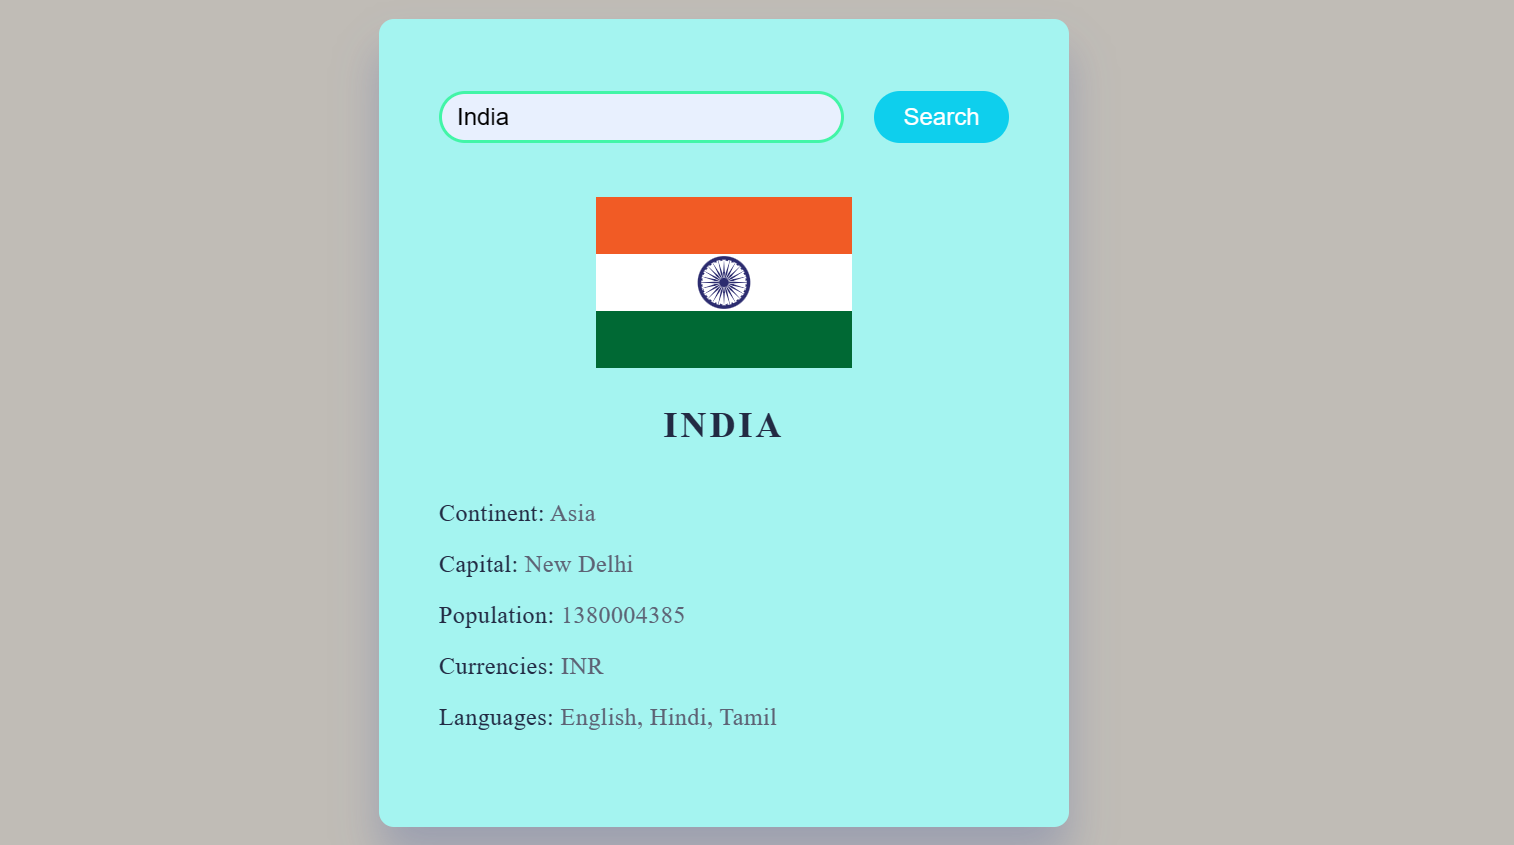 India
Search
INDIA
Continent: Asia
Capital: New Delhi
Population: 1380004385
Currencies: INR
Languages: English, Hindi, Tamil